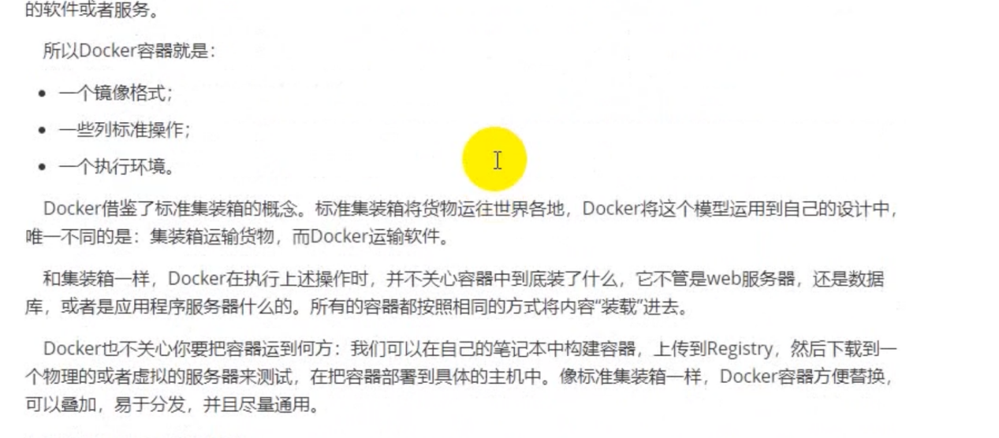 的软件或者服务。
所以Docker容器就是：
• 一个镜像格式；
• 一些列标准操作；
• 一个执行环境。
Docker借鉴了标准集装箱的概念。标准集装箱将货物运往世界各地，Docker将这个模型运用到自己的设计中，
唯一不同的是：集装箱运输货物，而Docker运输软件。
和集装箱一样，Docker在执行上述操作时，并不关心容器中到底装了什么，它不管是web服务器，还是数据
库，或者是应用程序服务器什么的。所有的容器都按照相同的方式将内容“装载”进去。
Docker也不关心你要把容器运到何方：我们可以在自己的笔记本中构建容器，上传到Registry，然后下载到一
个物理的或者虚拟的服务器来测试，在把容器部署到具体的主机中。像标准集装箱一样，Docker容器方便替换，
可以叠加，易于分发，并且尽量通用。